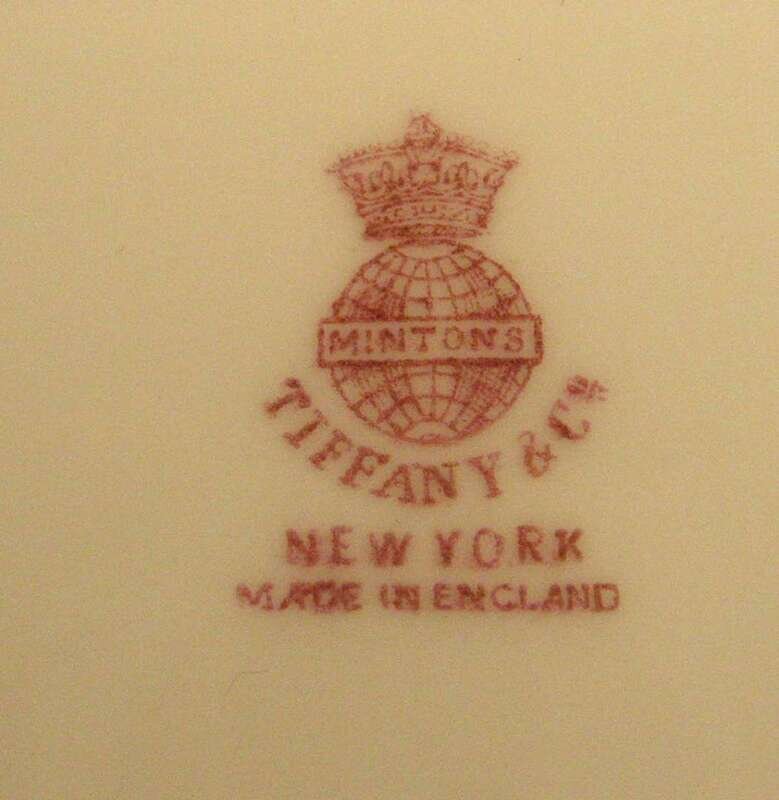 MINTONS
TIFFANY & Co
NEW YORK
MADE IN ENGLAND